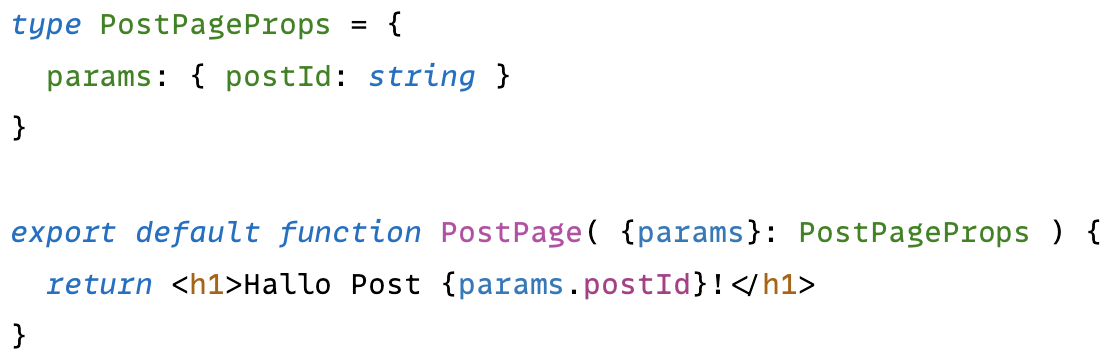 type PostPageProps = {
  params: { postId: string }
}

export default function PostPage( {params}: PostPageProps ) {
  return <h1>Hallo Post {params.postId}!</h1>
}